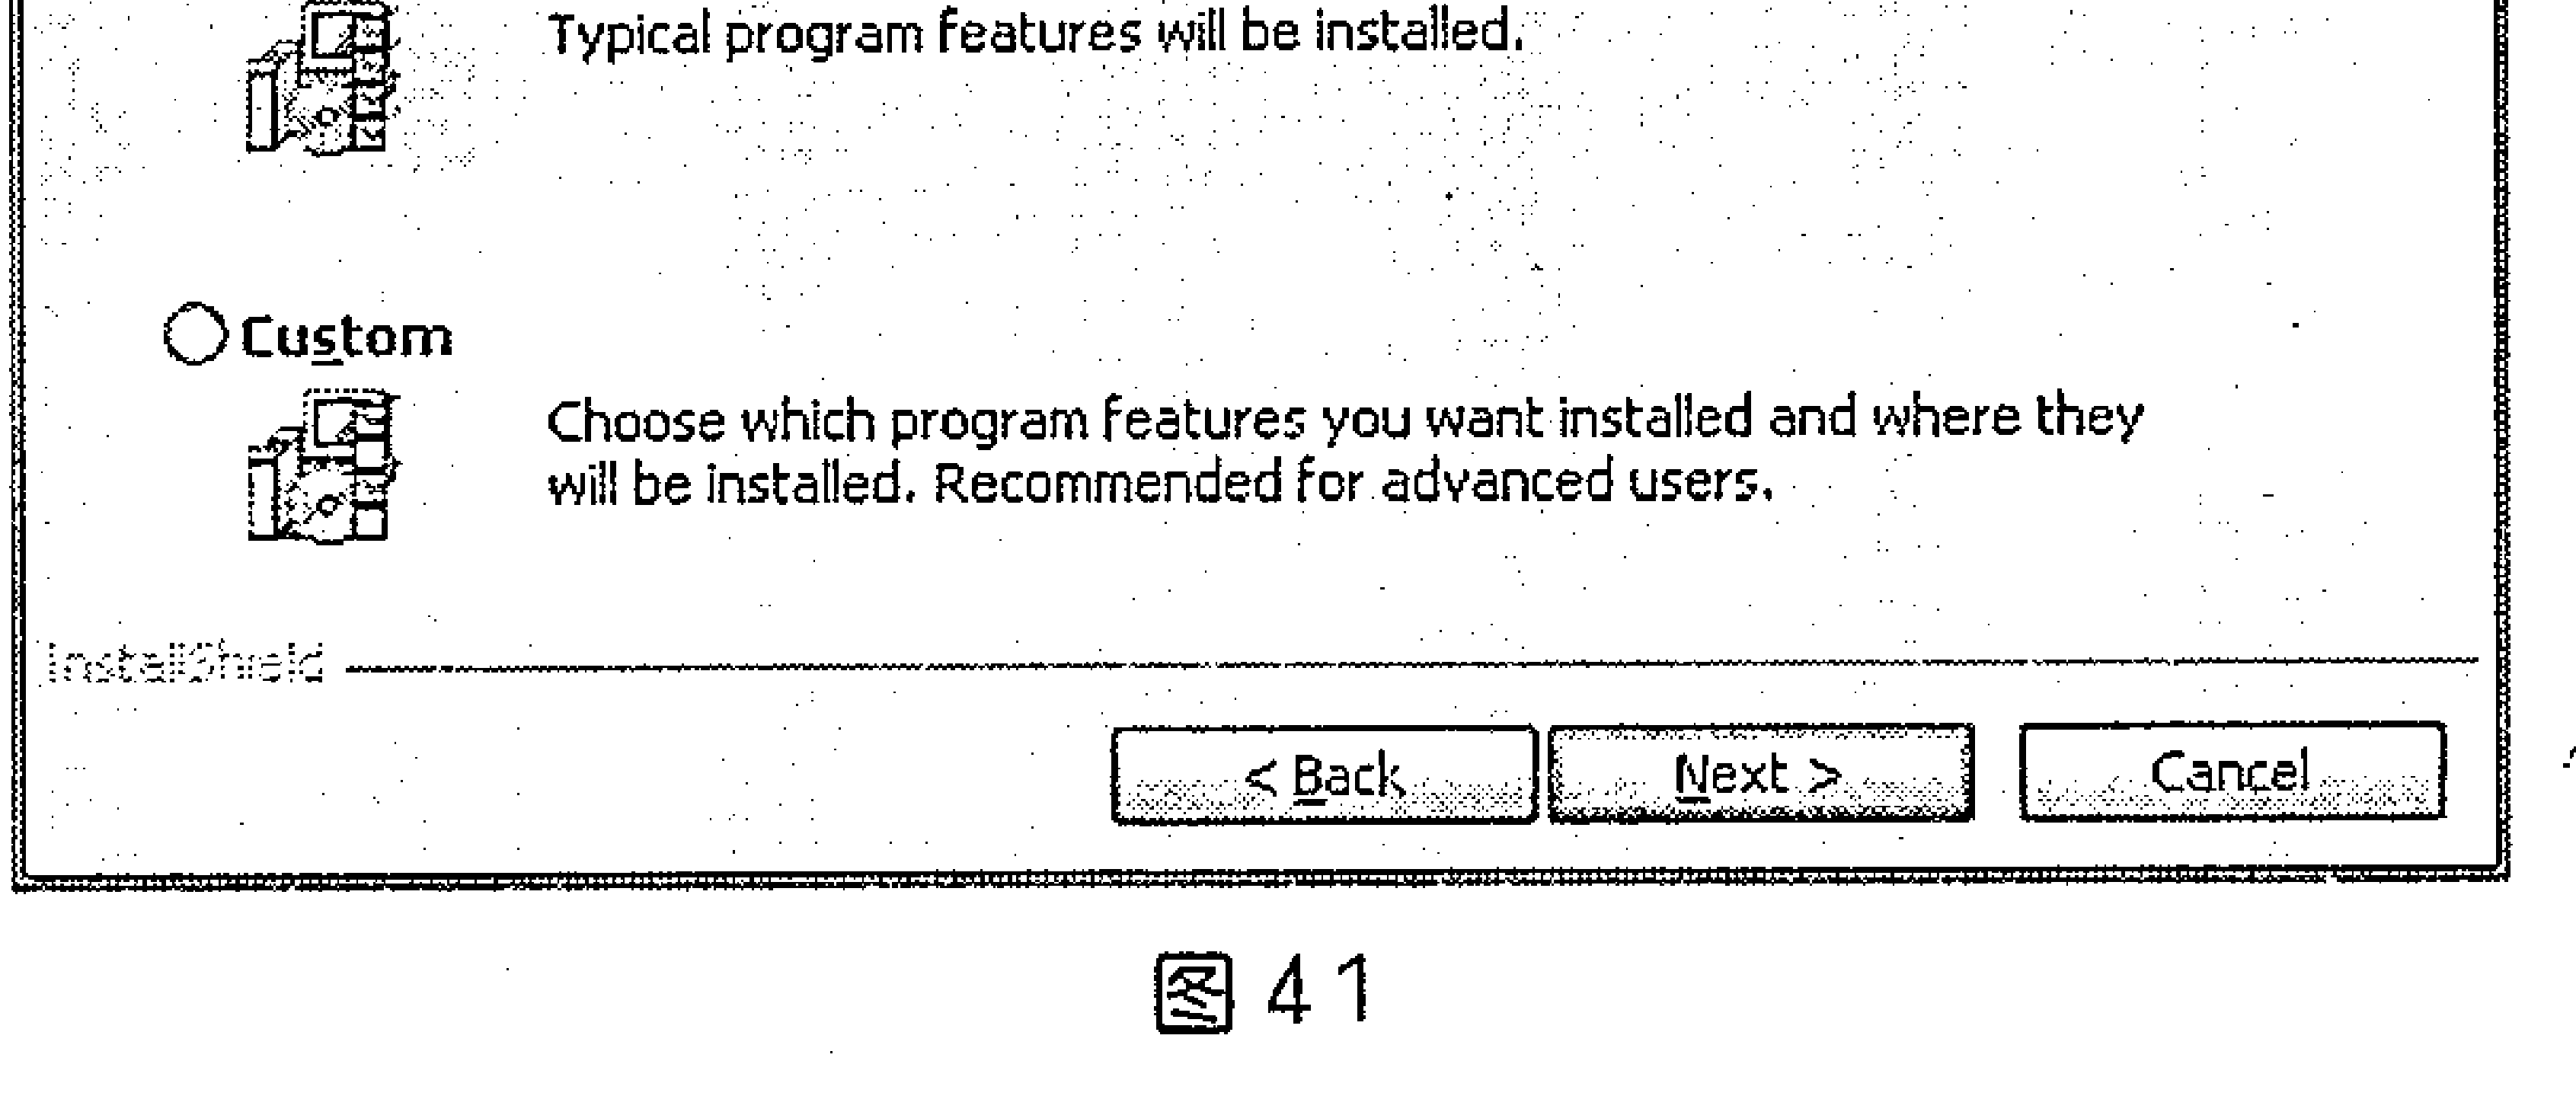 Typical program features will be installed.
Custom
Choose which program features you want installed and where they
will be installed. Recommended for advanced users.
InstallShield
< Back
Next >
Cancel
图 41